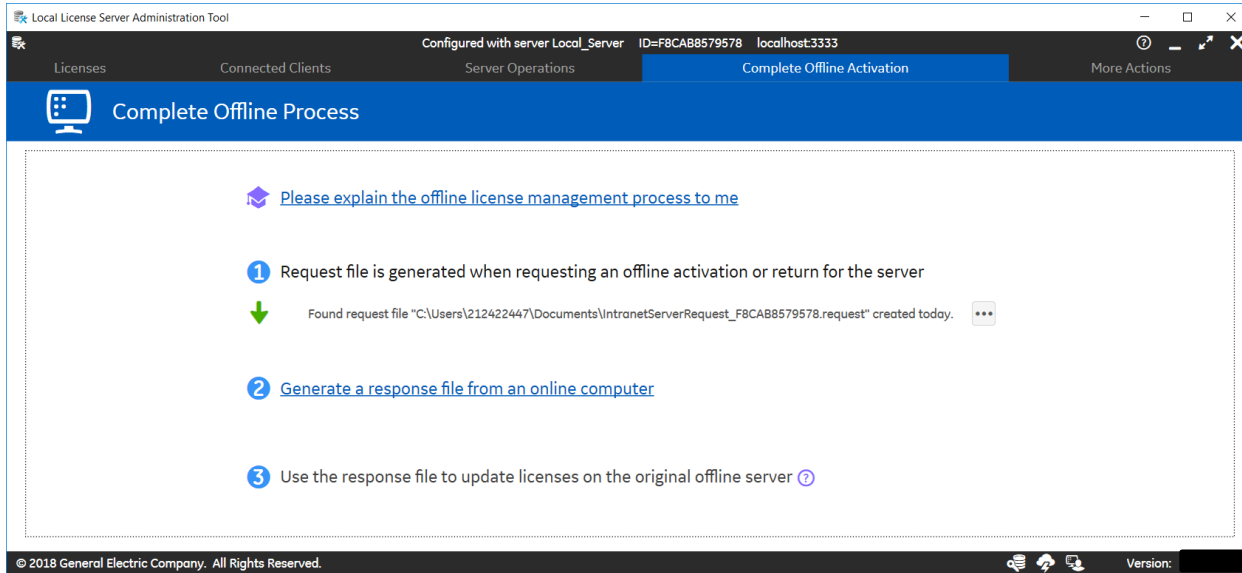 Local License Server Administration Tool
Configured with server Local_Server ID=F8CAB8579578 localhost:3333
Licenses Connected Clients Server Operations Complete Offline Activation More Actions
Complete Offline Process
Please explain the offline license management process to me
1 Request file is generated when requesting an offline activation or return for the server
Found request file "C:\Users\212422447\Documents\IntranetServerRequest_F8CAB8579578.request" created today.
2 Generate a response file from an online computer
3 Use the response file to update licenses on the original offline server ?
© 2018 General Electric Company. All Rights Reserved. Version: